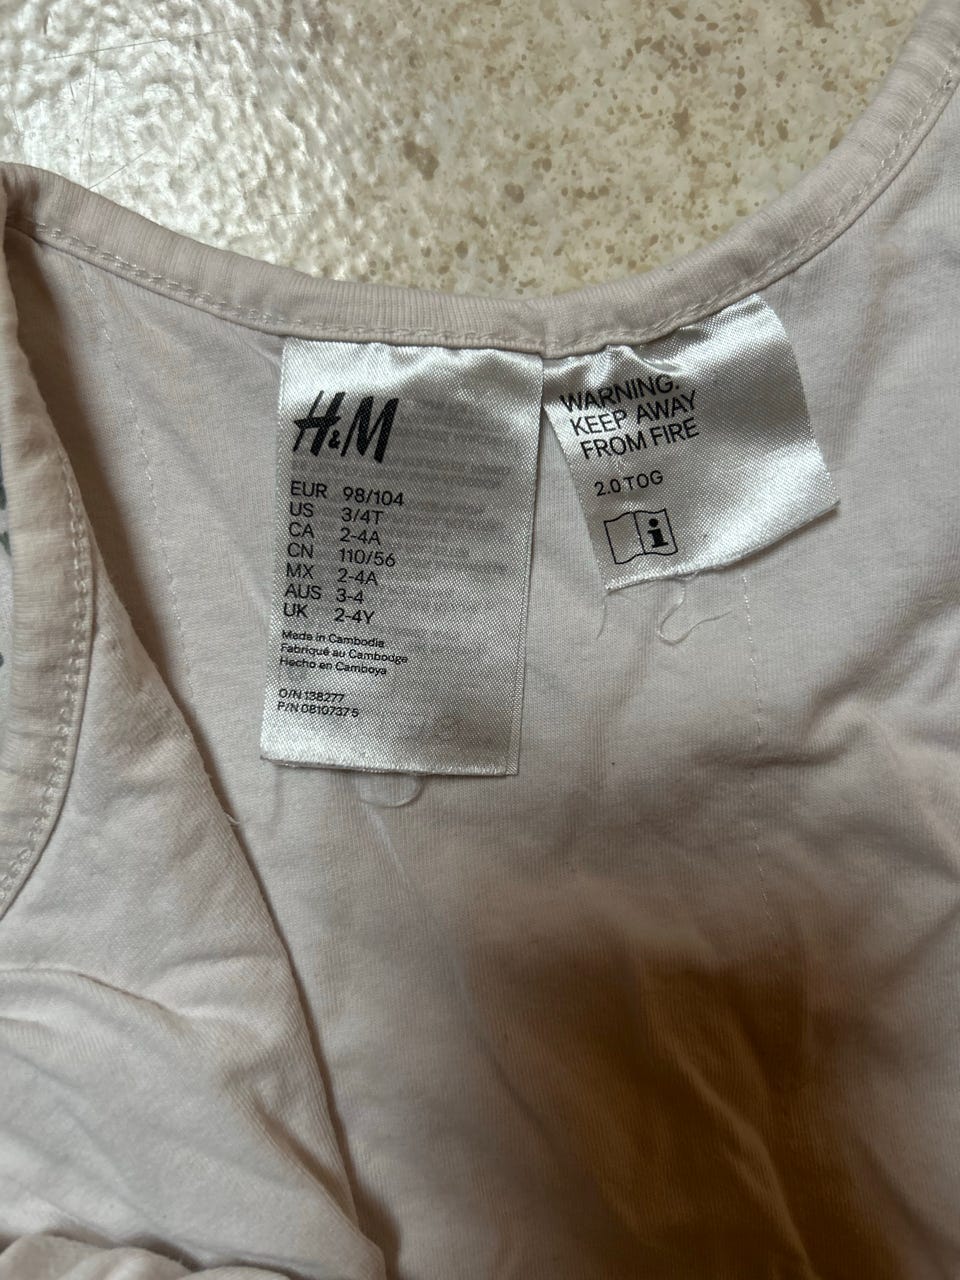 H&M
EUR 98/104
US 3/4T
CA 2-4A
CN 110/56
MX 2-4A
AUS 3-4
UK 2-4Y
Made in Cambodia
Fabriqué au Cambodge
Hecho en Camboya
O/N 138277
P/N 08107375
WARNING.
KEEP AWAY
FROM FIRE
2.0 TOG
i